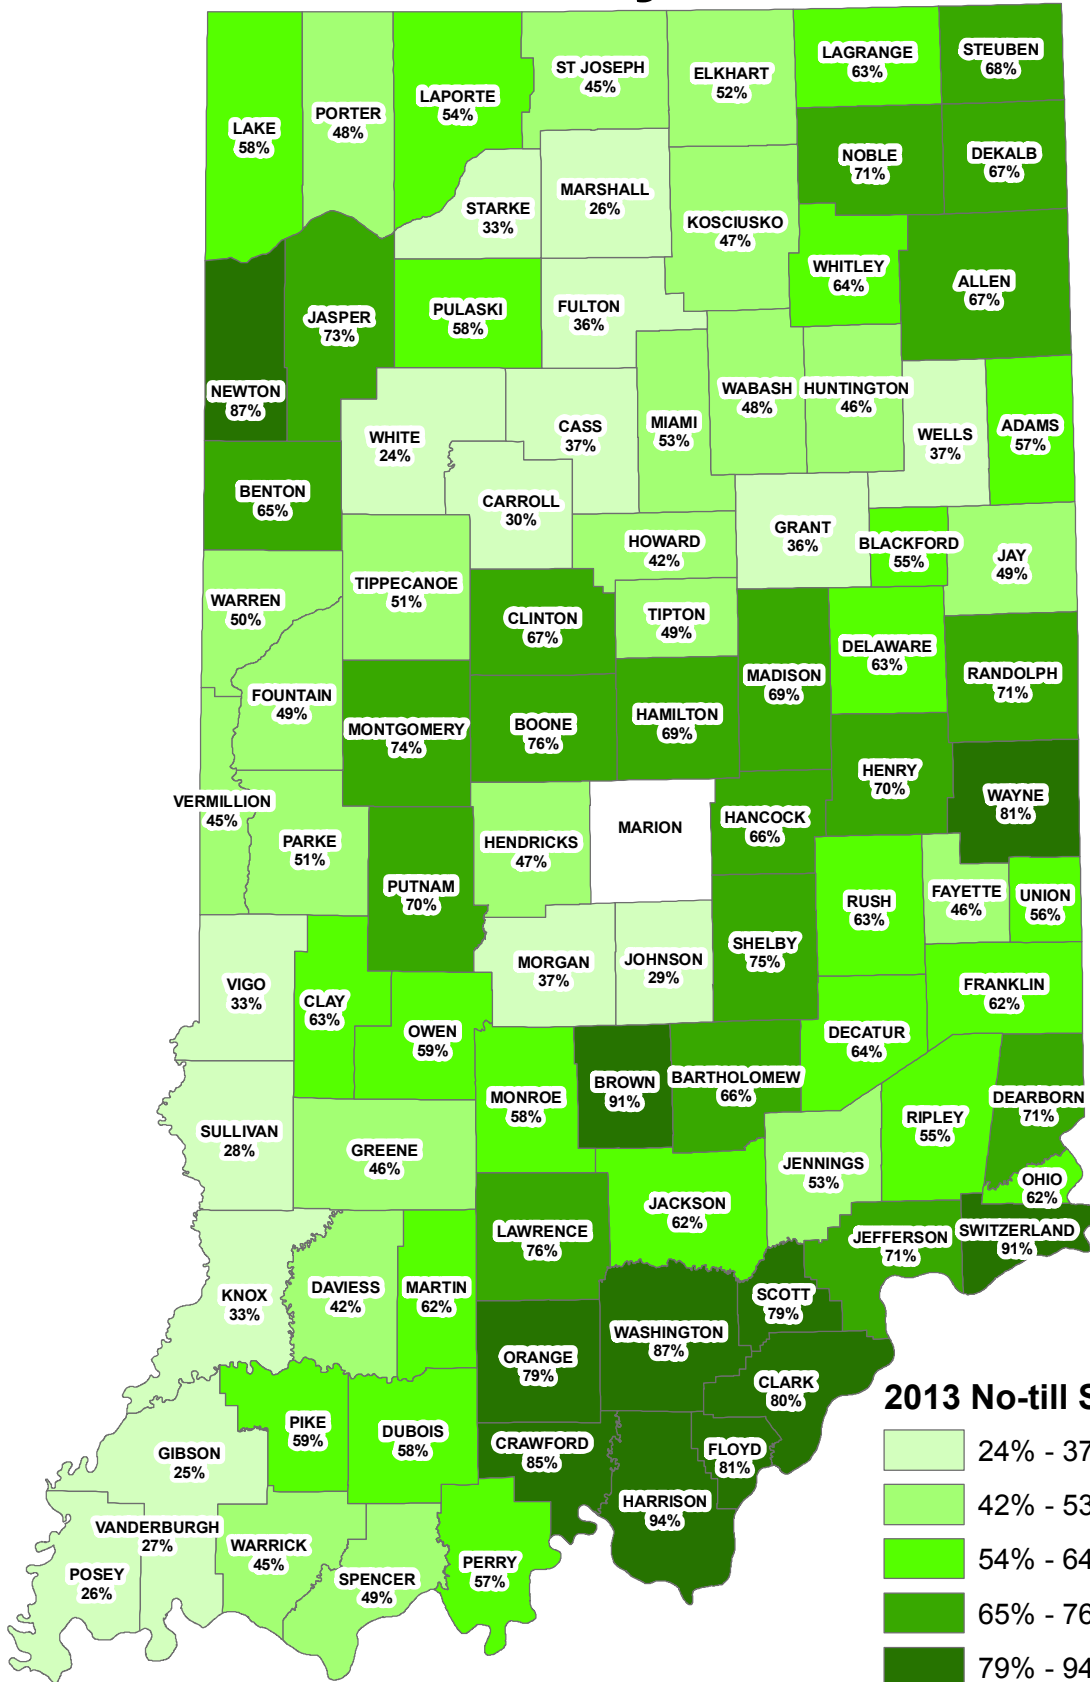 LAGRANGE
63%
STEUBEN
68%
ST JOSEPH
45%
ELKHART
52%
LAPORTE
54%
PORTER
48%
LAKE
58%
NOBLE
71%
DEKALB
67%
MARSHALL
26%
STARKE
33%
KOSCIUSKO
47%
WHITLEY
64%
ALLEN
67%
JASPER
73%
PULASKI
58%
FULTON
36%
NEWTON
87%
WABASH
48%
HUNTINGTON
46%
MIAMI
53%
CASS
37%
WHITE
24%
WELLS
37%
ADAMS
57%
BENTON
65%
CARROLL
30%
GRANT
36%
HOWARD
42%
BLACKFORD
55%
JAY
49%
TIPPECANOE
51%
WARREN
50%
CLINTON
67%
TIPTON
49%
DELAWARE
63%
MADISON
69%
RANDOLPH
71%
FOUNTAIN
49%
MONTGOMERY
74%
BOONE
76%
HAMILTON
69%
HENRY
70%
WAYNE
81%
VERMILLION
45%
PARKE
51%
HENDRICKS
47%
MARION
HANCOCK
66%
PUTNAM
70%
RUSH
63%
FAYETTE
46%
UNION
56%
SHELBY
75%
MORGAN
37%
JOHNSON
29%
VIGO
33%
CLAY
63%
FRANKLIN
62%
OWEN
59%
DECATUR
64%
MONROE
58%
BROWN
91%
BARTHOLOMEW
66%
DEARBORN
71%
RIPLEY
55%
SULLIVAN
28%
GREENE
46%
JENNINGS
53%
OHIO
62%
JACKSON
62%
LAWRENCE
76%
JEFFERSON
71%
SWITZERLAND
91%
KNOX
33%
DAVIESS
42%
MARTIN
62%
SCOTT
79%
WASHINGTON
87%
ORANGE
79%
CLARK
80%
PIKE
59%
DUBOIS
58%
CRAWFORD
85%
FLOYD
81%
GIBSON
25%
HARRISON
94%
VANDERBURGH
27%
WARRICK
45%
PERRY
57%
POSEY
26%
SPENCER
49%
2013 No-till S
24% - 37
42% - 53
54% - 64
65% - 76
79% - 94